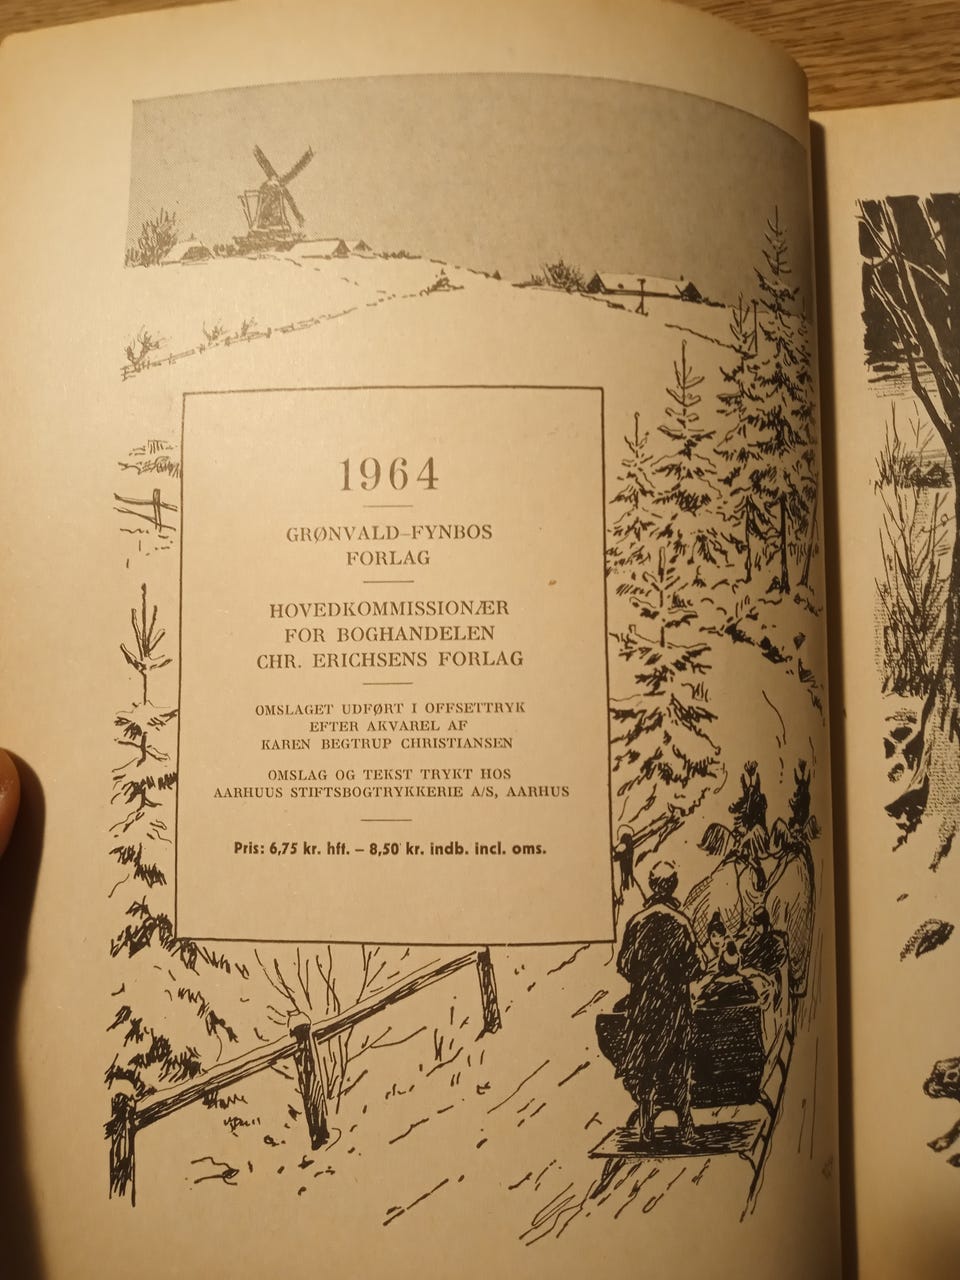 1964
GRØNVALD–FYNBOS
FORLAG
HOVEDKOMMISSIONÆR
FOR BOGHANDELEN
CHR. ERICHSENS FORLAG
OMSLAGET UDFØRT I OFFSETTRYK
EFTER AKVAREL AF
KAREN BEGTRUP CHRISTIANSEN
OMSLAG OG TEKST TRYKT HOS
AARHUUS STIFTSBOGTRYKKERIE A/S, AARHUS
Pris: 6,75 kr. hft. – 8,50 kr. indb. incl. oms.